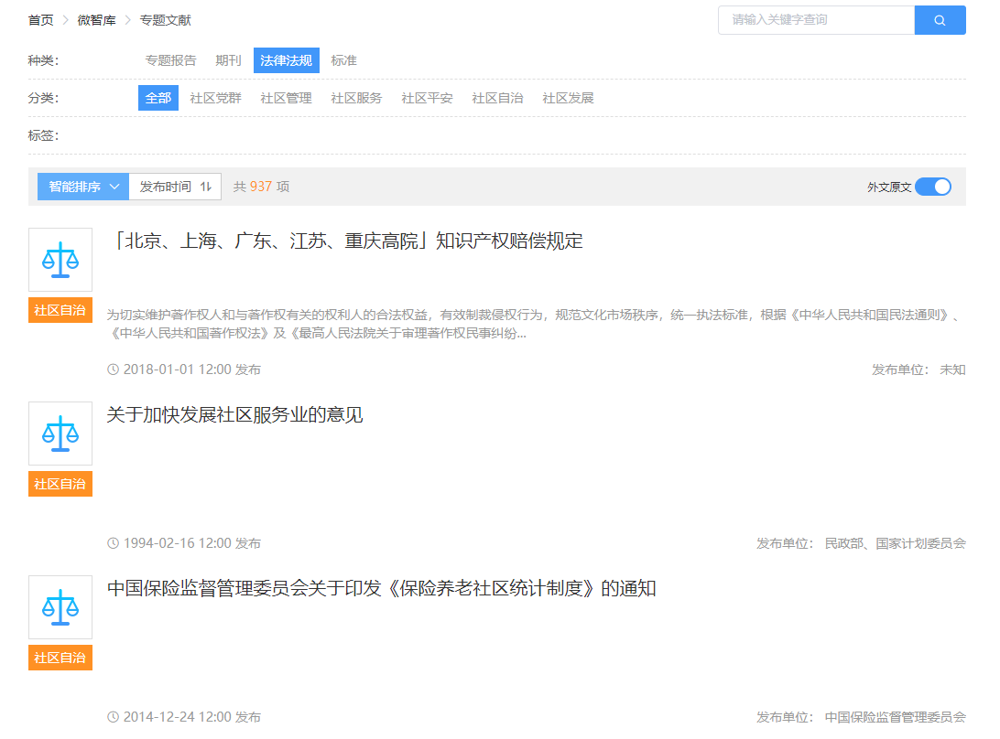 首页 > 微智库 > 专题文献
请输入关键字查询
种类： 专题报告 期刊 法律法规 标准
分类： 全部 社区党群 社区管理 社区服务 社区平安 社区自治 社区发展
标签：
智能排序 发布时间 共 937 项 外文原文
「北京、上海、广东、江苏、重庆高院」知识产权赔偿规定
社区自治
为切实维护著作权人和与著作权有关的权利人的合法权益，有效制裁侵权行为，规范文化市场秩序，统一执法标准，根据《中华人民共和国民法通则》、
《中华人民共和国著作权法》及《最高人民法院关于审理著作权民事纠纷...
2018-01-01 12:00 发布 发布单位： 未知
关于加快发展社区服务业的意见
社区自治
1994-02-16 12:00 发布 发布单位： 民政部、国家计划委员会
中国保险监督管理委员会关于印发《保险养老社区统计制度》的通知
社区自治
2014-12-24 12:00 发布 发布单位： 中国保险监督管理委员会